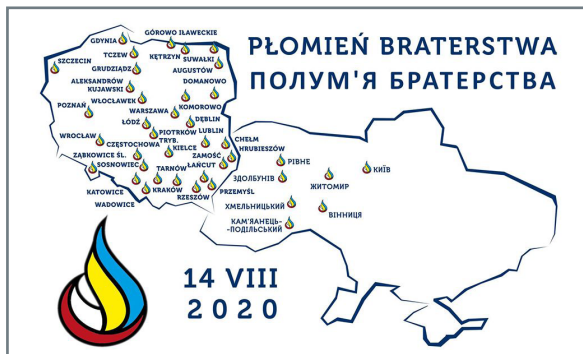 PŁOMIEŃ BRATERSTWA
ПОЛУМ'Я БРАТЕРСТВА
GDYNIA
GÓROWO IŁAWECKIE
TCZEW
KĘTRZYN
SUWAŁKI
SZCZECIN
GRUDZIĄDZ
AUGUSTÓW
ALEKSANDRÓW
KUJAWSKI
DOMANOWO
WŁOCŁAWEK
POZNAŃ
WARSZAWA
KOMOROWO
ŁÓDŹ
DĘBLIN
WROCŁAW
PIOTRKÓW
TRYB.
LUBLIN
CZĘSTOCHOWA
CHEŁM
KIELCE
HRUBIESZÓW
ZĄBKOWICE ŚL.
ZAMOŚĆ
SOSNOWIEC
TARNÓW
ŁAŃCUT
KATOWICE
KRAKÓW
PRZEMYŚL
WADOWICE
RZESZÓW
РІВНЕ
КИЇВ
ЗДОЛБУНІВ
ЖИТОМИР
ХМЕЛЬНИЦЬКИЙ
ВІННИЦЯ
КАМ'ЯНЕЦЬ-
-ПОДІЛЬСЬКИЙ
14 VIII
2020